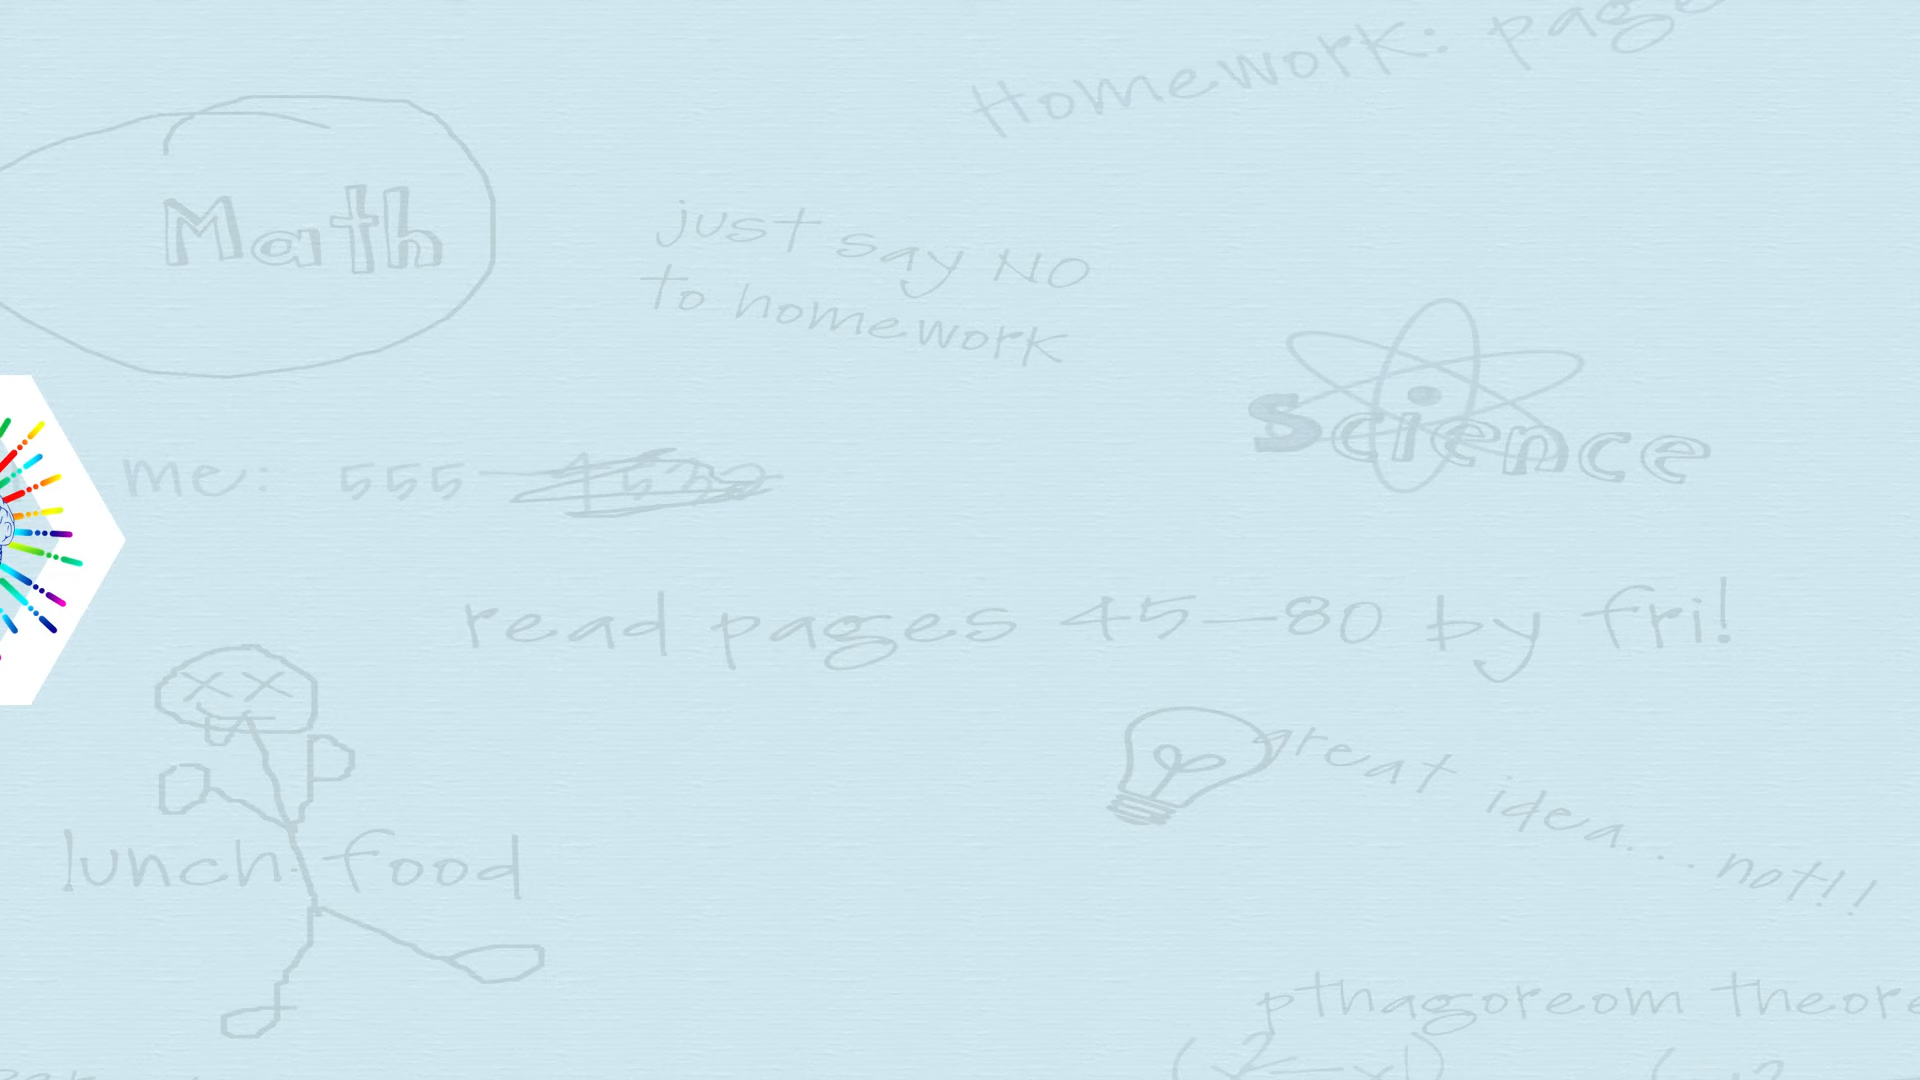 Homework: page
Math
just say NO
to homework
science
me: 555-
read pages 45-80 by fri!
great idea... not!!
lunch food
pthagoreom theore